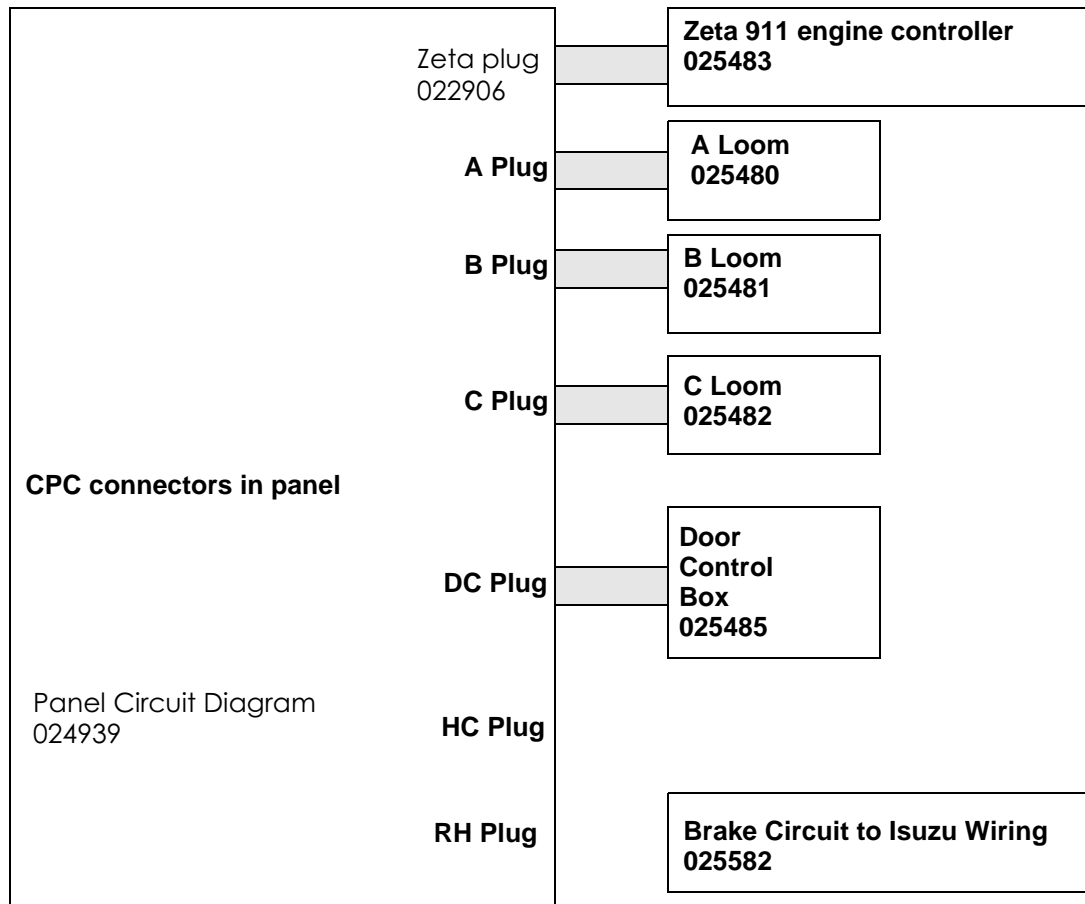 Zeta plug
022906
Zeta 911 engine controller
025483
A Plug
A Loom
025480
B Plug
B Loom
025481
C Plug
C Loom
025482
CPC connectors in panel
DC Plug
Door
Control
Box
025485
Panel Circuit Diagram
024939
HC Plug
RH Plug
Brake Circuit to Isuzu Wiring
025582